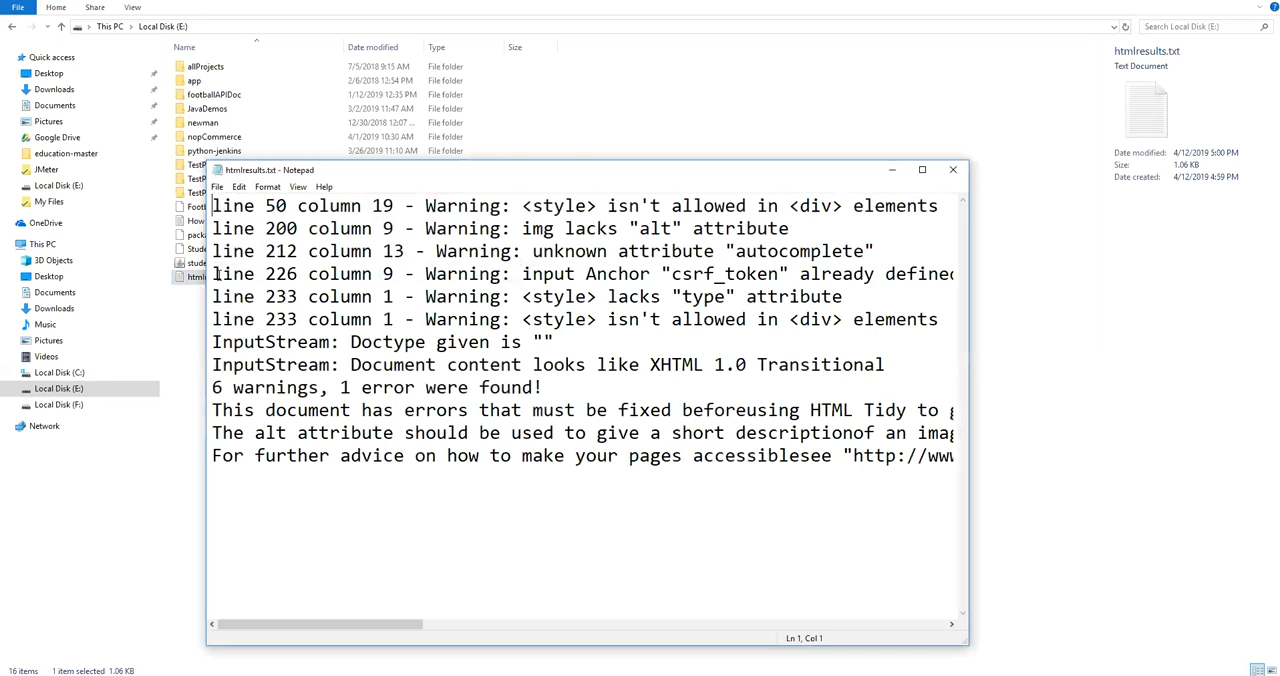 File Home Share View
This PC Local Disk (E:)
Search Local Disk (E:)
Name Date modified Type Size
Quick access
Desktop
Downloads
Documents
Pictures
Google Drive
education-master
JMeter
Local Disk (E:)
My Files
OneDrive
This PC
3D Objects
Desktop
Documents
Downloads
Music
Pictures
Videos
Local Disk (C:)
Local Disk (E:)
Local Disk (F:)
Network
allProjects 7/5/2018 9:15 AM File folder
app 2/6/2018 12:54 PM File folder
footballAPIDoc 1/12/2019 12:35 PM File folder
JavaDemos 3/2/2019 11:47 AM File folder
newman 12/30/2018 12:07 ... File folder
nopCommerce 4/1/2019 10:30 AM File folder
python-jenkins 3/26/2019 11:10 AM File folder
TestP
TestP
TestP
Footl
How
pack
Stude
stude
html
htmlresults.txt - Notepad
File Edit Format View Help
line 50 column 19 - Warning: <style> isn't allowed in <div> elements
line 200 column 9 - Warning: img lacks "alt" attribute
line 212 column 13 - Warning: unknown attribute "autocomplete"
line 226 column 9 - Warning: input Anchor "csrf_token" already defined
line 233 column 1 - Warning: <style> lacks "type" attribute
line 233 column 1 - Warning: <style> isn't allowed in <div> elements
InputStream: Doctype given is ""
InputStream: Document content looks like XHTML 1.0 Transitional
6 warnings, 1 error were found!
This document has errors that must be fixed beforeusing HTML Tidy to g
The alt attribute should be used to give a short descriptionof an imag
For further advice on how to make your pages accessiblesee "http://www
Ln 1, Col 1
htmlresults.txt
Text Document
Date modified: 4/12/2019 5:00 PM
Size: 1.06 KB
Date created: 4/12/2019 4:59 PM
16 items 1 item selected 1.06 KB